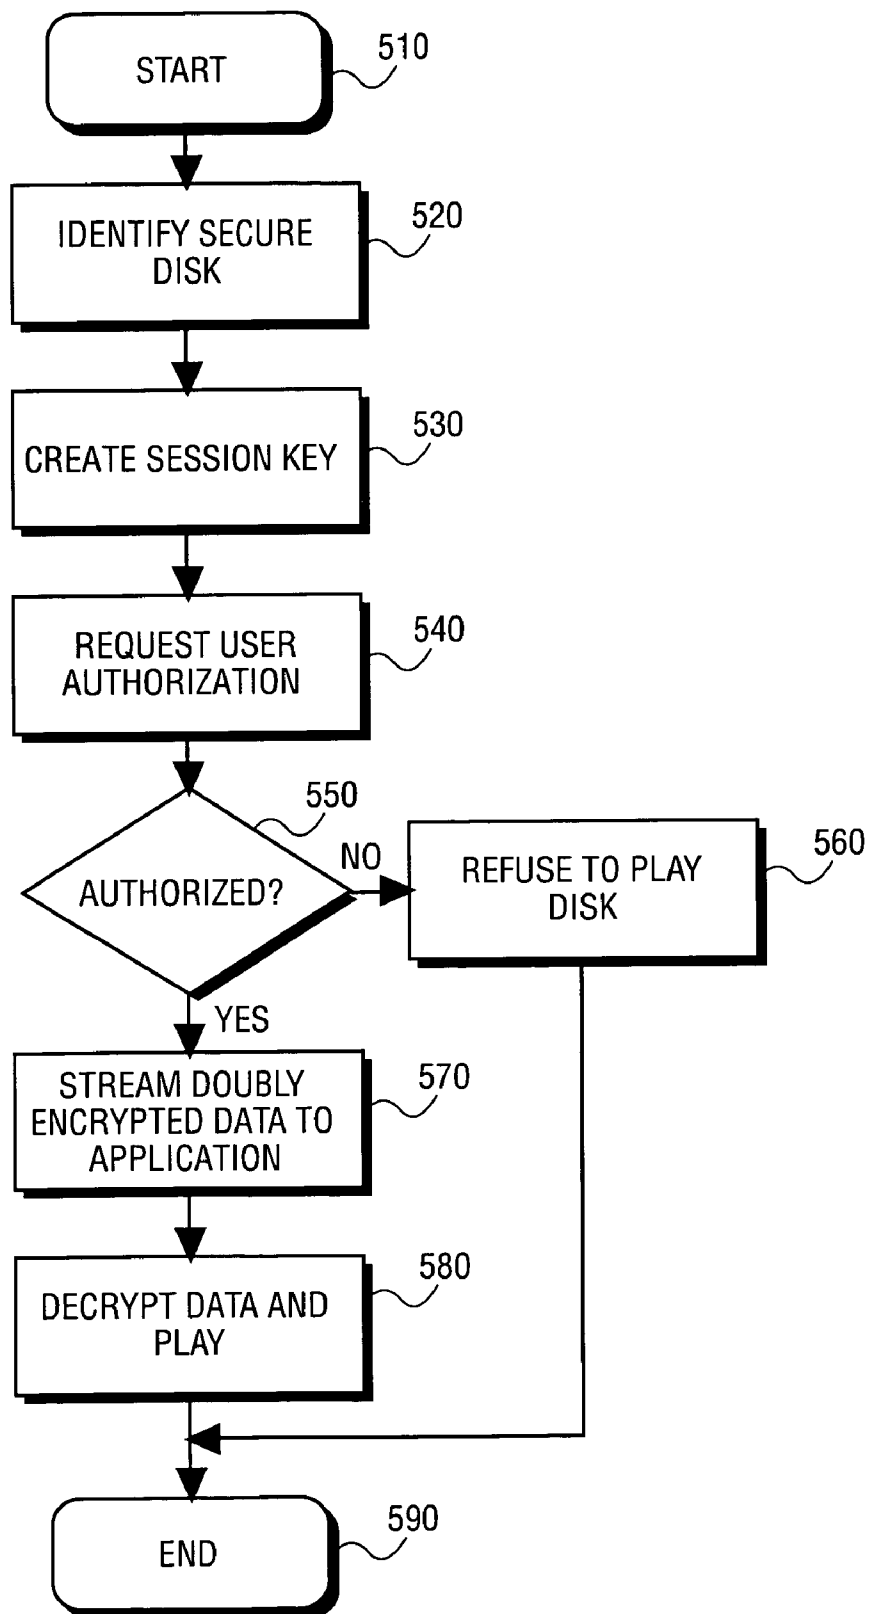 START
510
IDENTIFY SECURE
DISK
520
CREATE SESSION KEY
530
REQUEST USER
AUTHORIZATION
540
AUTHORIZED?
550
NO
REFUSE TO PLAY
DISK
560
YES
STREAM DOUBLY
ENCRYPTED DATA TO
APPLICATION
570
DECRYPT DATA AND
PLAY
580
END
590